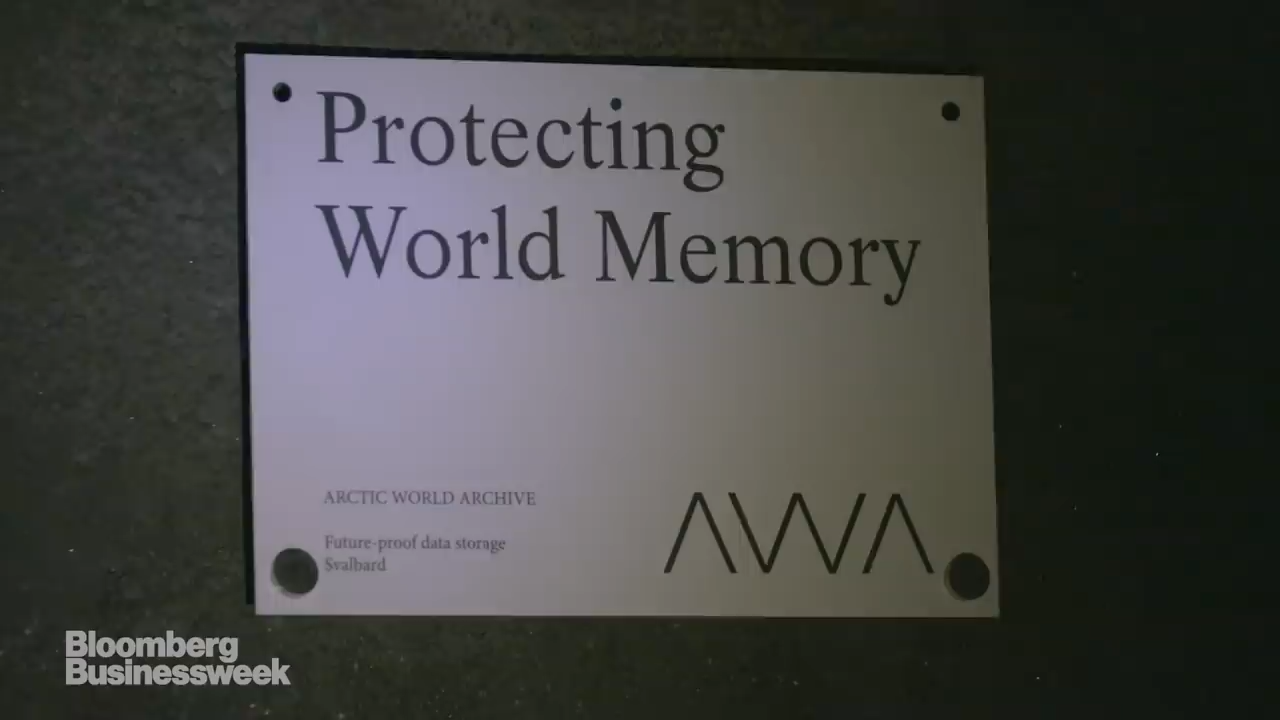 Protecting
World Memory
ARCTIC WORLD ARCHIVE
Future-proof data storage
Svalbard
AWA
Bloomberg
Businessweek